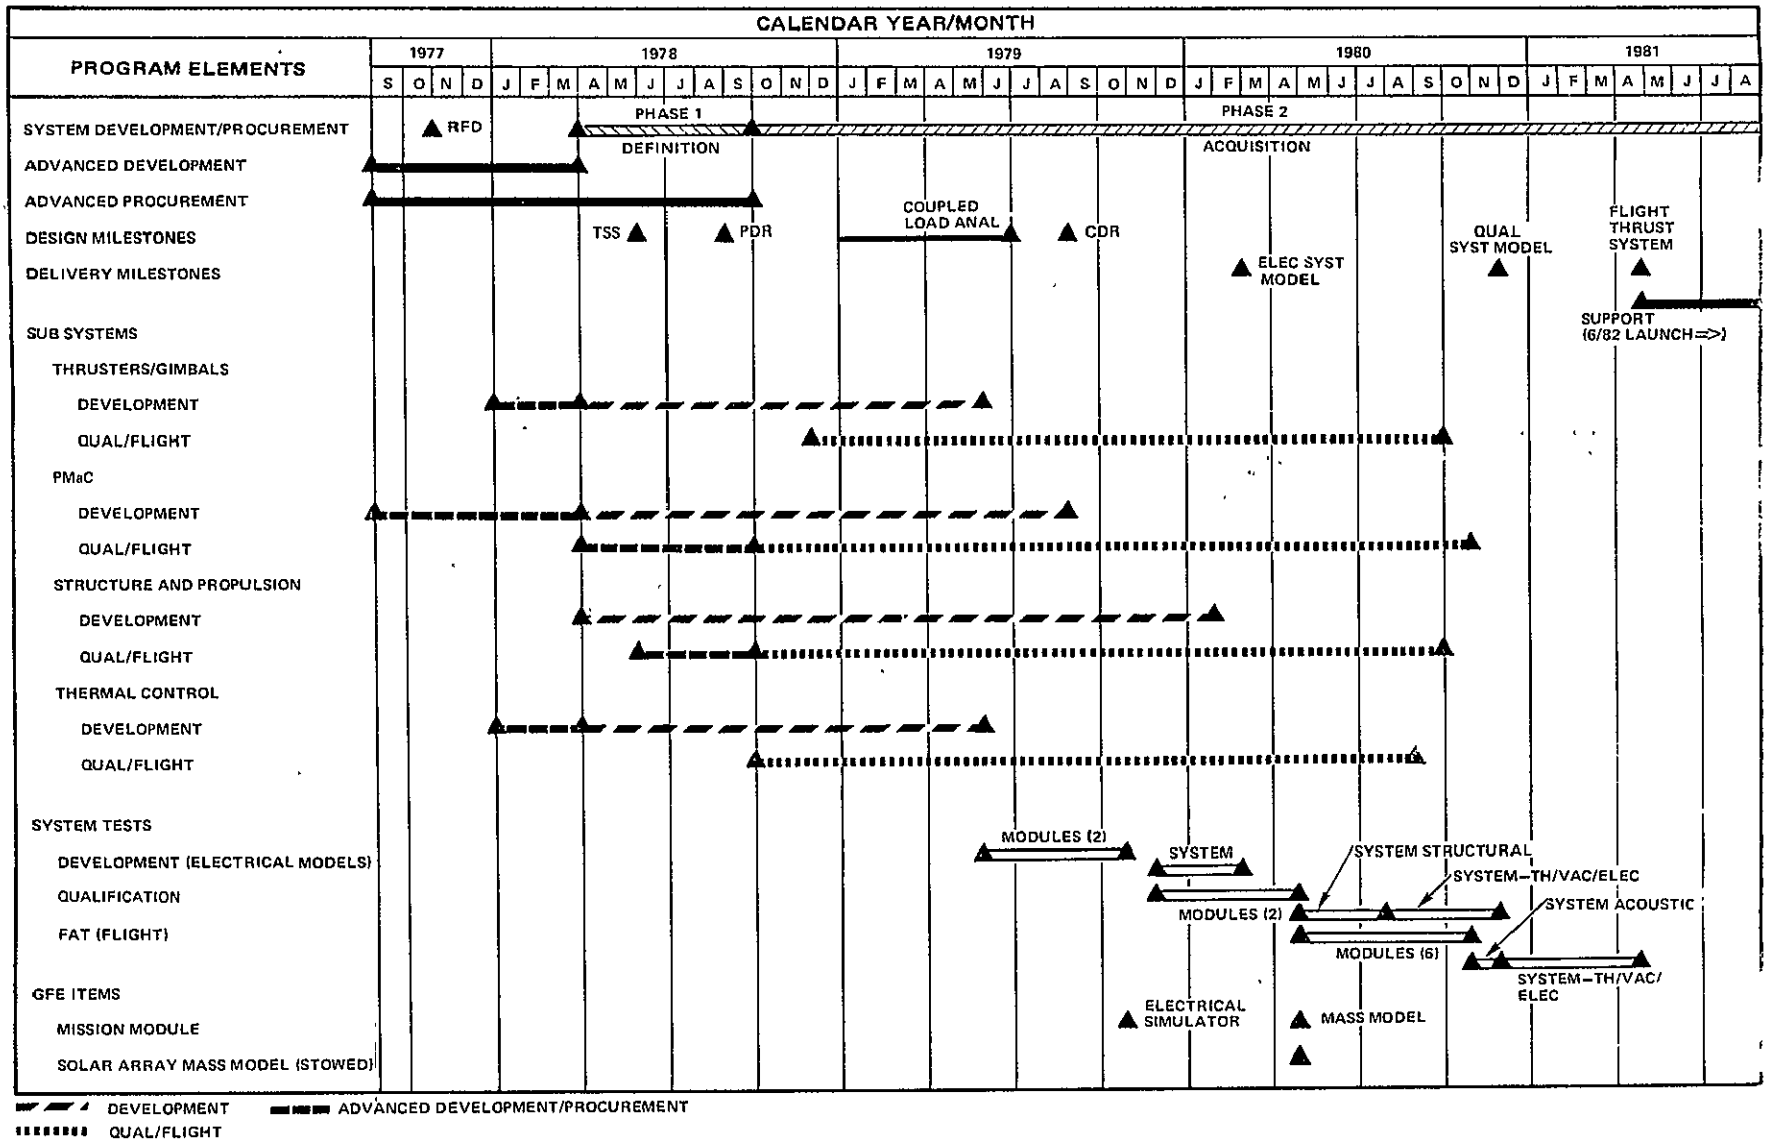 CALENDAR YEAR/MONTH
PROGRAM ELEMENTS
1977 1978 1979 1980 1981
S O N D J F M A M J J A S O N D J F M A M J J A S O N D J F M A M J J A S O N D J F M A M J J A
SYSTEM DEVELOPMENT/PROCUREMENT
RFD
PHASE 1
PHASE 2
DEFINITION
ACQUISITION
ADVANCED DEVELOPMENT
ADVANCED PROCUREMENT
DESIGN MILESTONES
TSS
PDR
COUPLED
LOAD ANAL
CDR
DELIVERY MILESTONES
ELEC SYST
MODEL
QUAL
SYST MODEL
FLIGHT
THRUST
SYSTEM
SUPPORT
(6/82 LAUNCH=>)
SUB SYSTEMS
THRUSTERS/GIMBALS
DEVELOPMENT
QUAL/FLIGHT
PMaC
DEVELOPMENT
QUAL/FLIGHT
STRUCTURE AND PROPULSION
DEVELOPMENT
QUAL/FLIGHT
THERMAL CONTROL
DEVELOPMENT
QUAL/FLIGHT
SYSTEM TESTS
DEVELOPMENT (ELECTRICAL MODELS)
MODULES (2)
SYSTEM
SYSTEM STRUCTURAL
QUALIFICATION
MODULES (2)
SYSTEM-TH/VAC/ELEC
FAT (FLIGHT)
MODULES (6)
SYSTEM ACOUSTIC
SYSTEM-TH/VAC/
ELEC
GFE ITEMS
MISSION MODULE
ELECTRICAL
SIMULATOR
MASS MODEL
SOLAR ARRAY MASS MODEL (STOWED)
DEVELOPMENT
ADVANCED DEVELOPMENT/PROCUREMENT
QUAL/FLIGHT